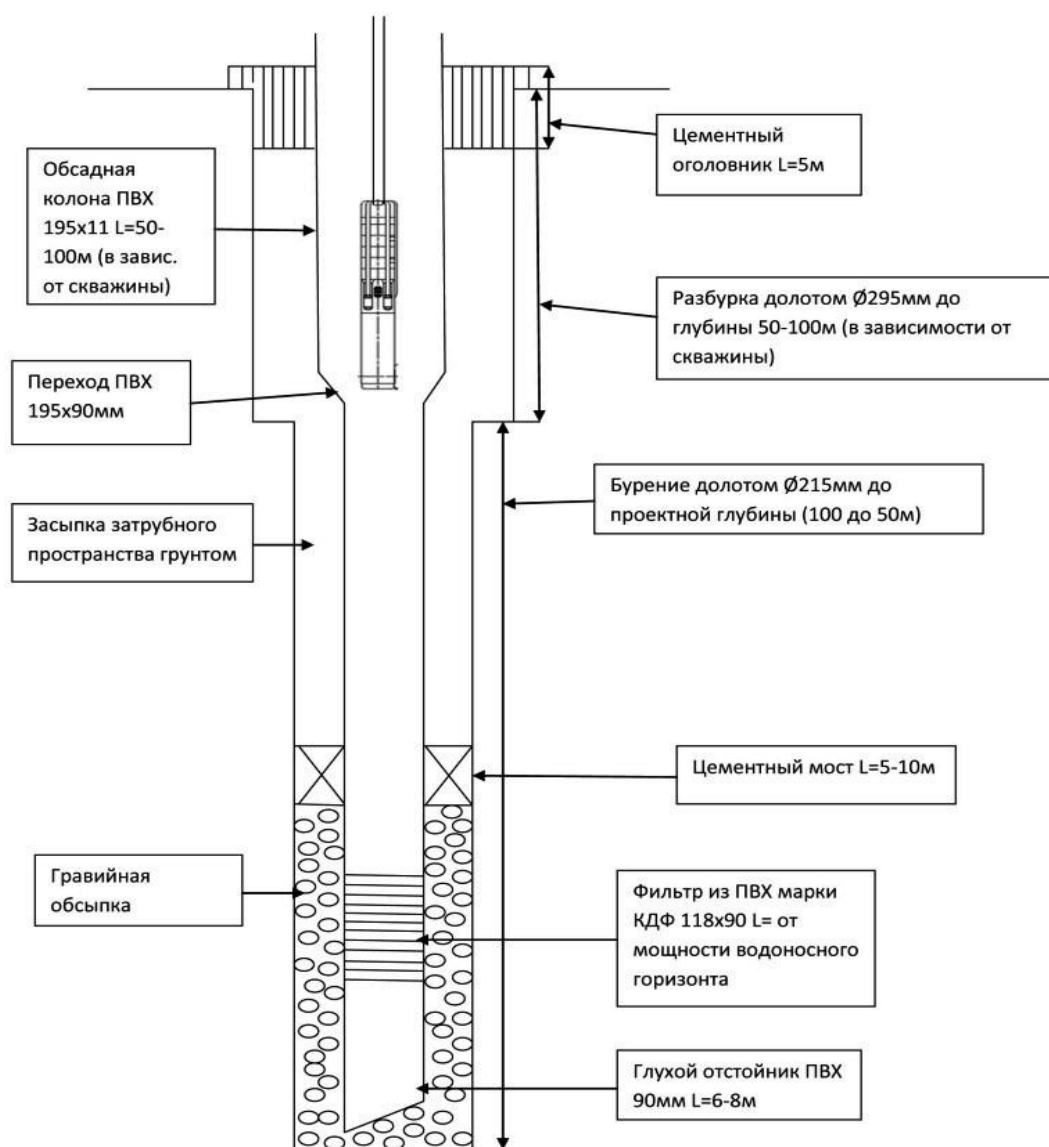 Цементный
оголовник L=5м
Обсадная
колона ПВХ
195х11 L=50-
100м (в завис.
от скважины)
Разбурка долотом Ø295мм до
глубины 50-100м (в зависимости от
скважины)
Переход ПВХ
195х90мм
Бурение долотом Ø215мм до
проектной глубины (100 до 50м)
Засыпка затрубного
пространства грунтом
Цементный мост L=5-10м
Гравийная
обсыпка
Фильтр из ПВХ марки
КДФ 118х90 L= от
мощности водоносного
горизонта
Глухой отстойник ПВХ
90мм L=6-8м